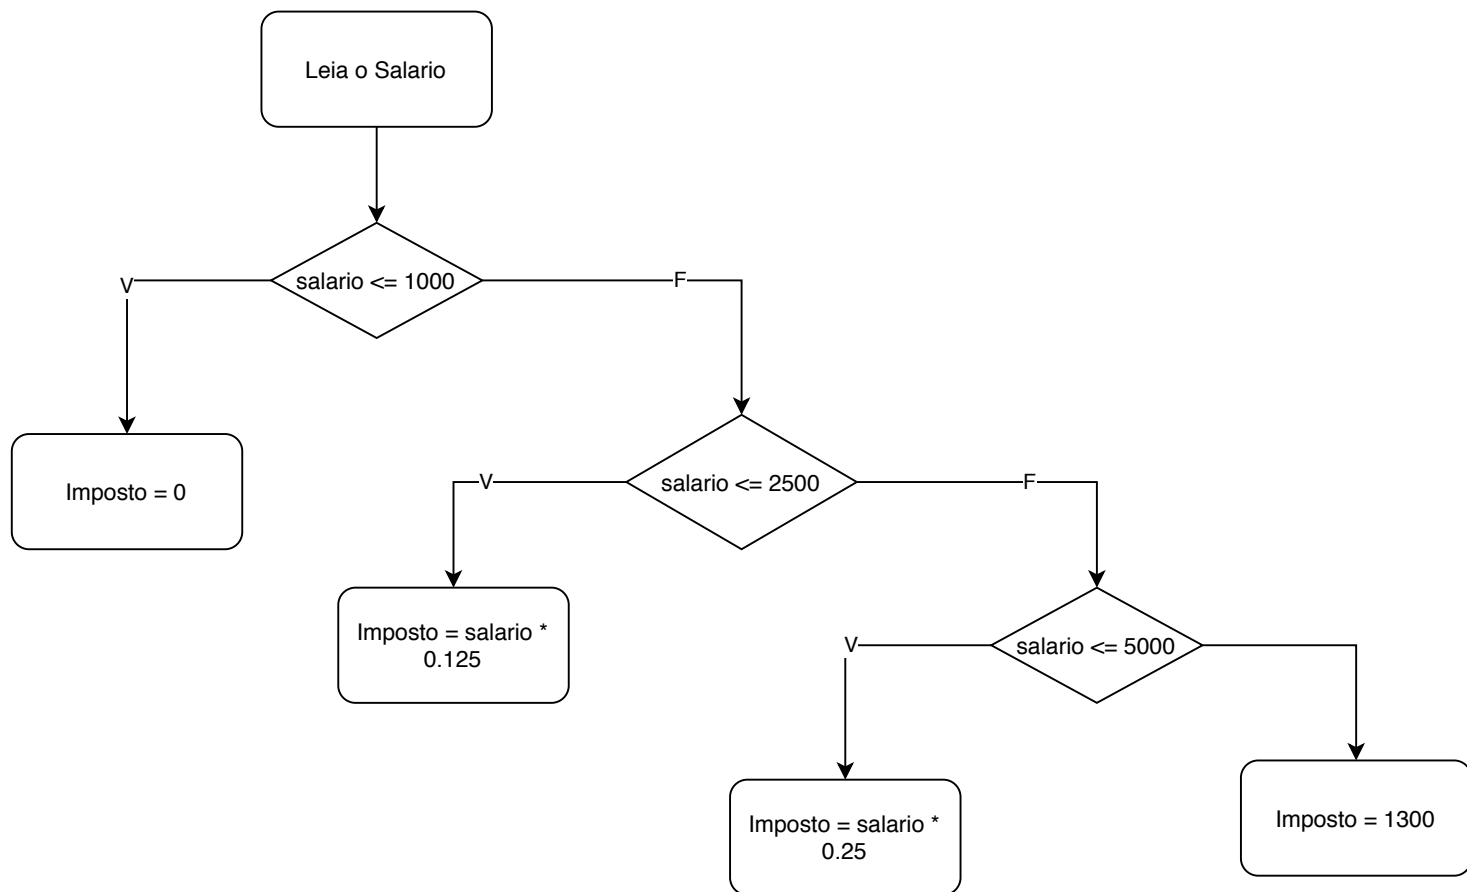 Leia o Salario
salario <= 1000
V
F
Imposto = 0
salario <= 2500
V
F
Imposto = salario *
0.125
salario <= 5000
V
Imposto = salario *
0.25
Imposto = 1300